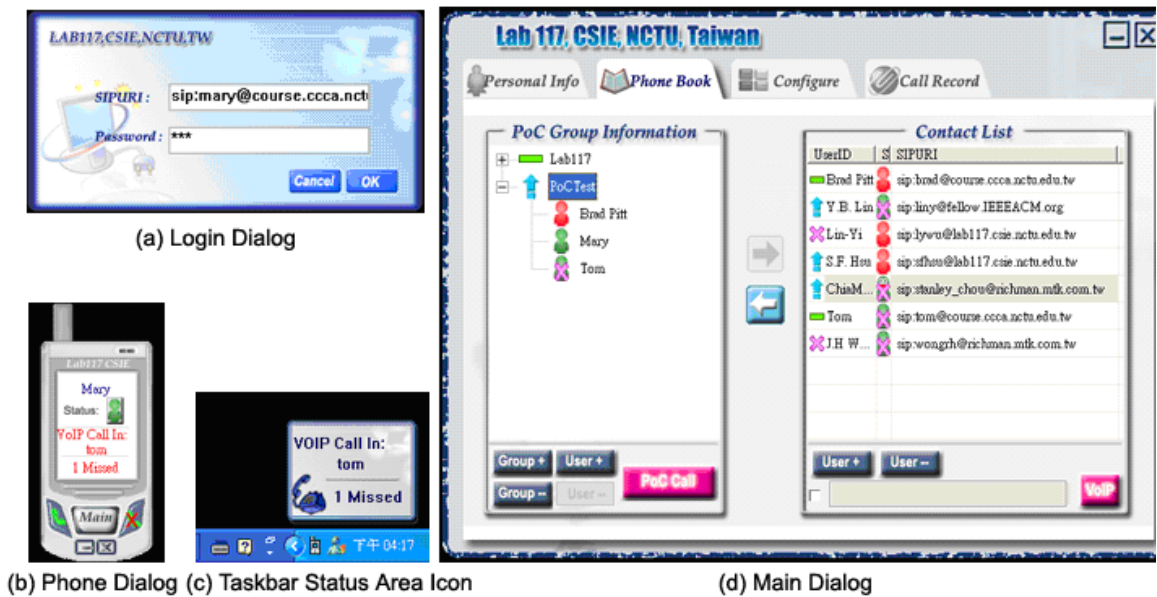 LAB117,CSIE,NCTU,TW
SIPURI :
sip:mary@course.ccca.nctu
Password :
***
Cancel
OK
(a) Login Dialog
Lab117 CSIE
Mary
Status:
VoIP Call In:
tom
1 Missed
Main
(b) Phone Dialog
VOIP Call In:
tom
1 Missed
下午 04:17
(c) Taskbar Status Area Icon
Lab 117, CSIE, NCTU, Taiwan
Personal Info
Phone Book
Configure
Call Record
PoC Group Information
Lab117
PoCTest
Brad Pitt
Mary
Tom
Group +
User +
Group --
User --
PoC Call
Contact List
UserID S SIPURI
Brad Pitt sip:brad@course.ccca.nctu.edu.tw
Y.B. Lin sip:liny@fellow.IEEEACM.org
Lin-Yi sip:lywu@lab117.csie.nctu.edu.tw
S.F. Hsu sip:sfhsu@lab117.csie.nctu.edu.tw
ChiaM... sip:stanley_chou@richman.mtk.com.tw
Tom sip:tom@course.ccca.nctu.edu.tw
J.H W... sip:wongrh@richman.mtk.com.tw
User +
User --
VoIP
(d) Main Dialog